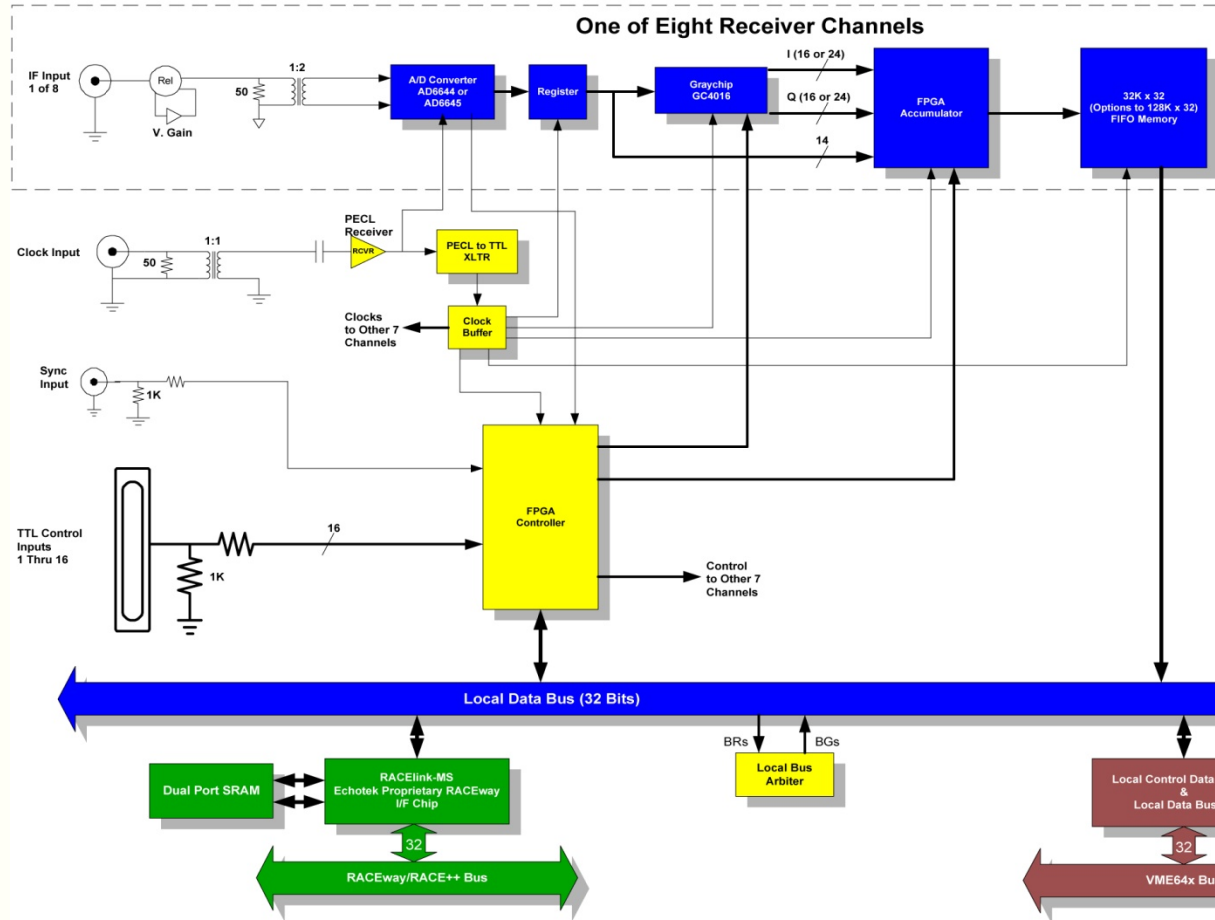 One of Eight Receiver Channels
IF Input
1 of 8
Rel
V. Gain
50
1:2
A/D Converter
AD6644 or
AD6645
Register
Graychip
GC4016
I (16 or 24)
Q (16 or 24)
14
FPGA
Accumulator
32K x 32
(Options to 128K x 32)
FIFO Memory
Clock Input
50
1:1
PECL
Receiver
RCVR
PECL to TTL
XLTR
Clocks
to Other 7
Channels
Clock
Buffer
Sync
Input
1K
TTL Control
Inputs
1 Thru 16
1K
16
FPGA
Controller
Control
to Other 7
Channels
Local Data Bus (32 Bits)
BRs
BGs
Dual Port SRAM
RACElink-MS
Echotek Proprietary RACEway
I/F Chip
Local Bus
Arbiter
Local Control Data
&
Local Data Bus
32
32
RACEway/RACE++ Bus
VME64x Bu